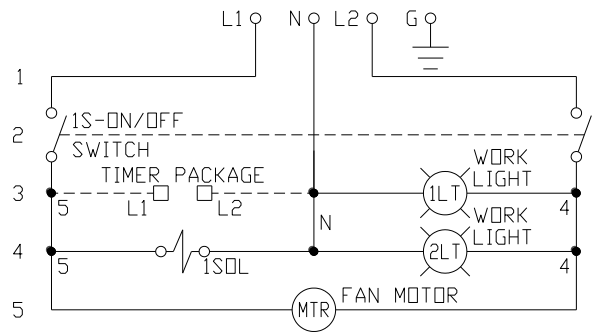 L1 N L2 G
1
2 1S-ON/OFF
SWITCH
TIMER PACKAGE
WORK
LIGHT
3 5 L1 L2 1LT 4
N
WORK
LIGHT
4 5 1SOL 2LT 4
5 MTR FAN MOTOR